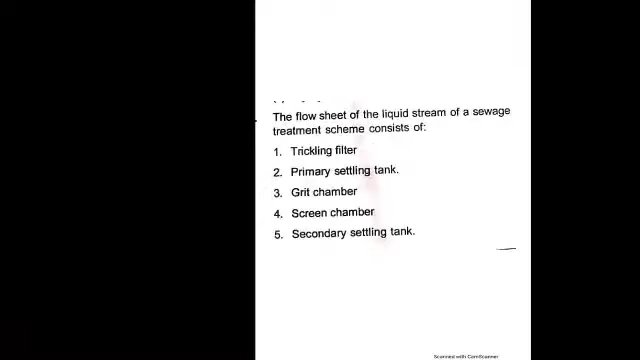 The flow sheet of the liquid stream of a sewage
treatment scheme consists of:
1. Trickling filter
2. Primary settling tank.
3. Grit chamber
4. Screen chamber
5. Secondary settling tank.
Scanned with CamScanner